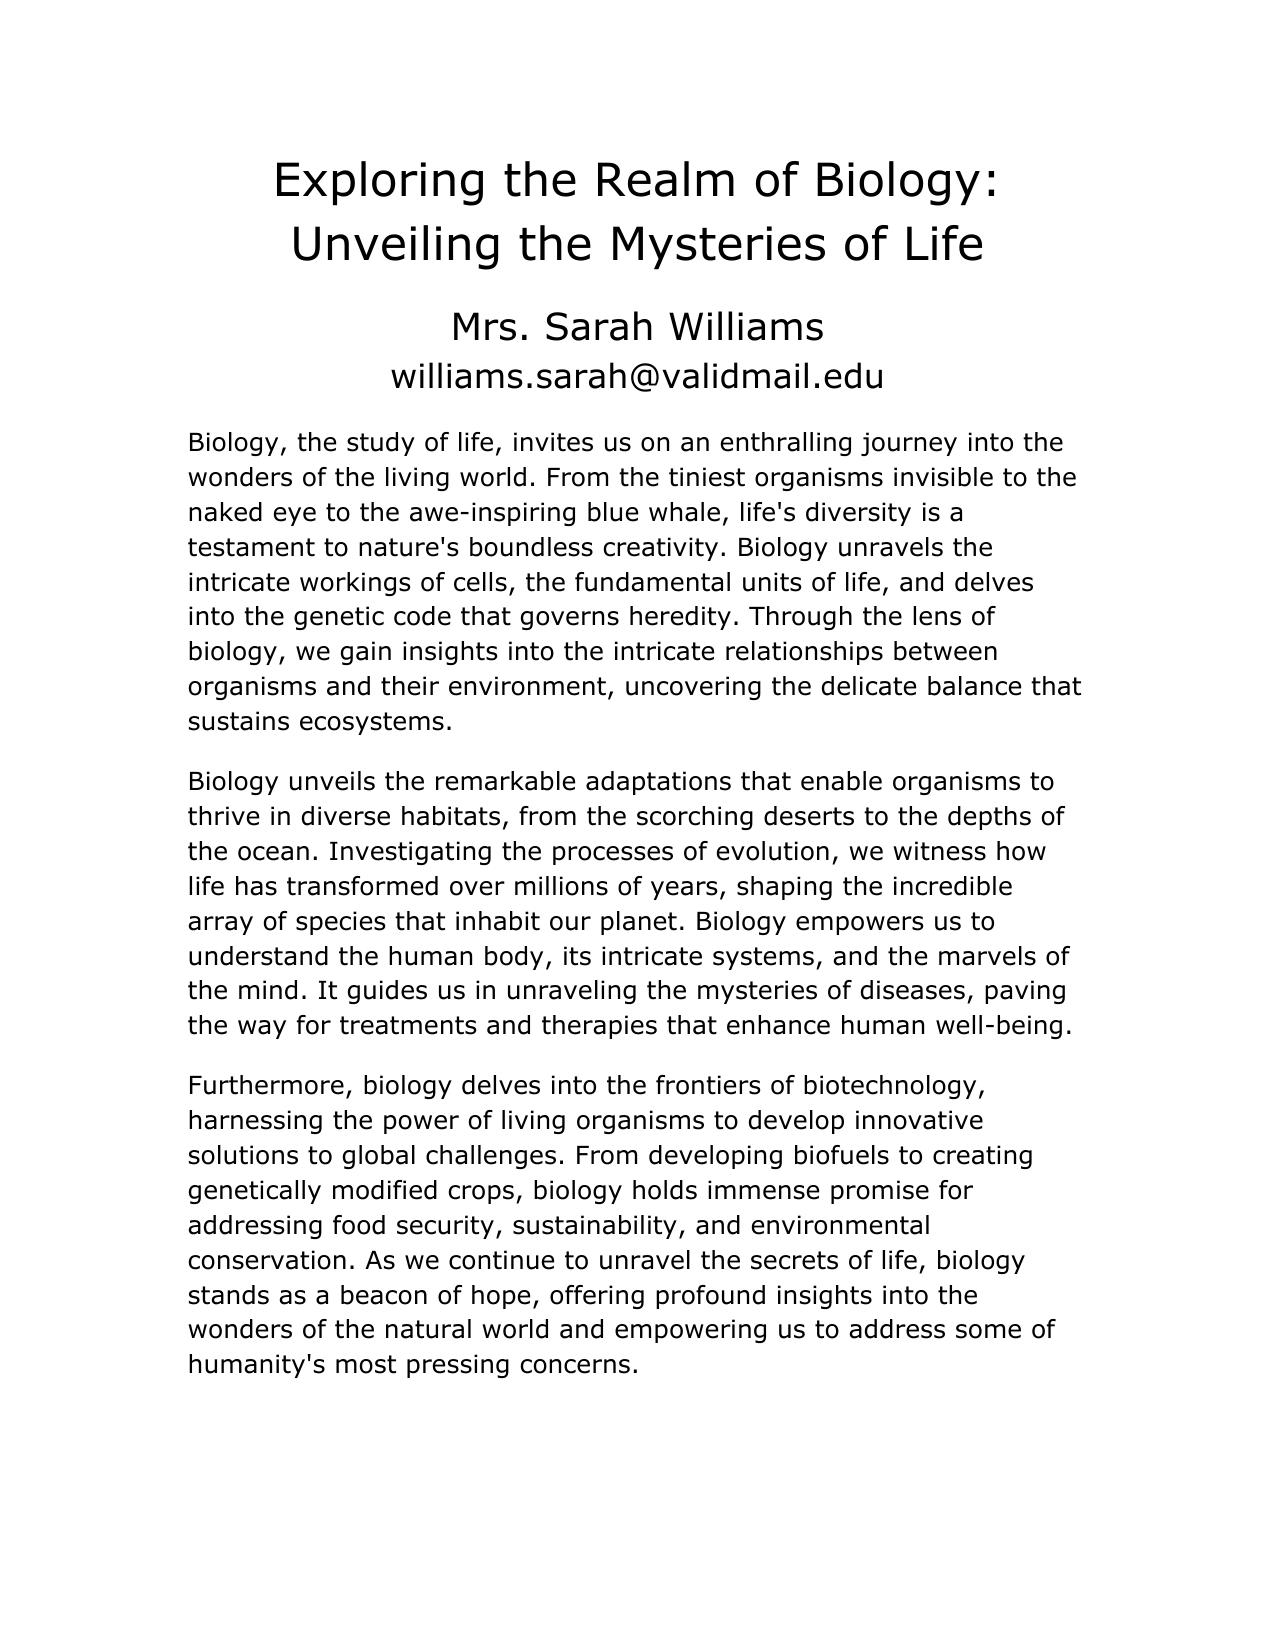 Exploring the Realm of Biology:
Unveiling the Mysteries of Life
Mrs. Sarah Williams
williams.sarah@validmail.edu
Biology, the study of life, invites us on an enthralling journey into the
wonders of the living world. From the tiniest organisms invisible to the
naked eye to the awe-inspiring blue whale, life's diversity is a
testament to nature's boundless creativity. Biology unravels the
intricate workings of cells, the fundamental units of life, and delves
into the genetic code that governs heredity. Through the lens of
biology, we gain insights into the intricate relationships between
organisms and their environment, uncovering the delicate balance that
sustains ecosystems.
Biology unveils the remarkable adaptations that enable organisms to
thrive in diverse habitats, from the scorching deserts to the depths of
the ocean. Investigating the processes of evolution, we witness how
life has transformed over millions of years, shaping the incredible
array of species that inhabit our planet. Biology empowers us to
understand the human body, its intricate systems, and the marvels of
the mind. It guides us in unraveling the mysteries of diseases, paving
the way for treatments and therapies that enhance human well-being.
Furthermore, biology delves into the frontiers of biotechnology,
harnessing the power of living organisms to develop innovative
solutions to global challenges. From developing biofuels to creating
genetically modified crops, biology holds immense promise for
addressing food security, sustainability, and environmental
conservation. As we continue to unravel the secrets of life, biology
stands as a beacon of hope, offering profound insights into the
wonders of the natural world and empowering us to address some of
humanity's most pressing concerns.